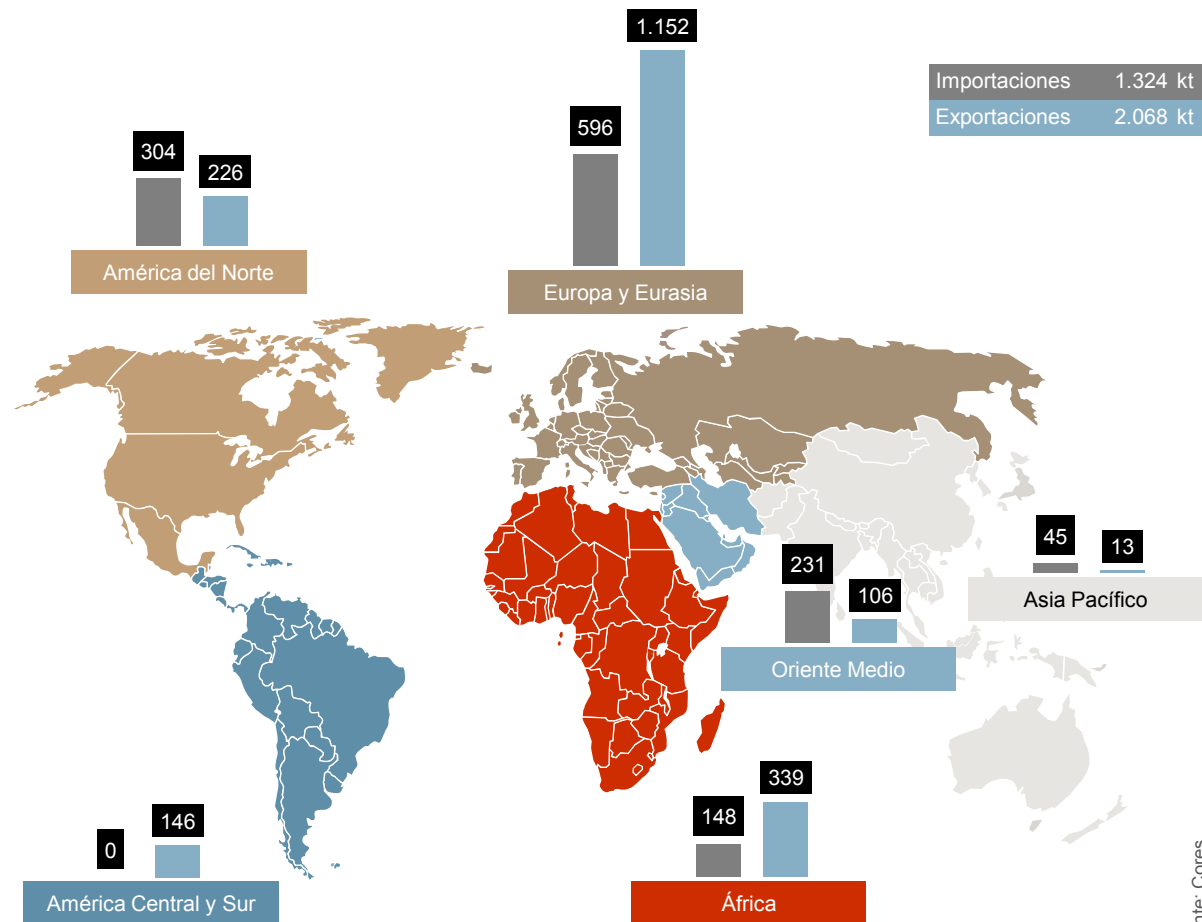 1.152
Importaciones 1.324 kt
Exportaciones 2.068 kt
596
304
226
América del Norte
Europa y Eurasia
45
13
231
Asia Pacífico
106
Oriente Medio
339
146
148
0
América Central y Sur
África
Cores